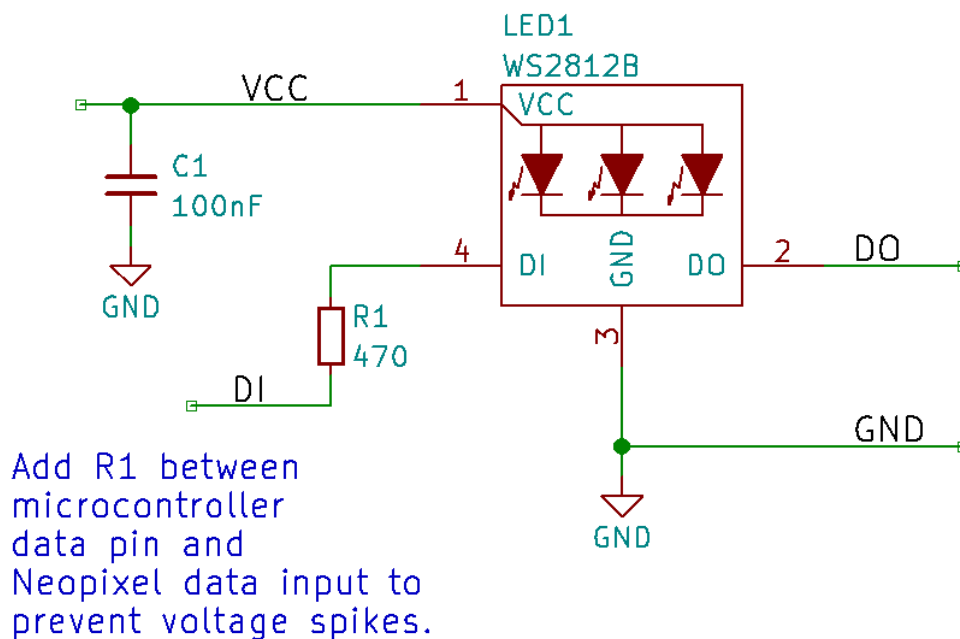 LED1
WS2812B
VCC
1
VCC
C1
100nF
GND
4
DI
GND
DO
2
DO
R1
470
3
DI
GND
GND
Add R1 between
microcontroller
data pin and
Neopixel data input to
prevent voltage spikes.